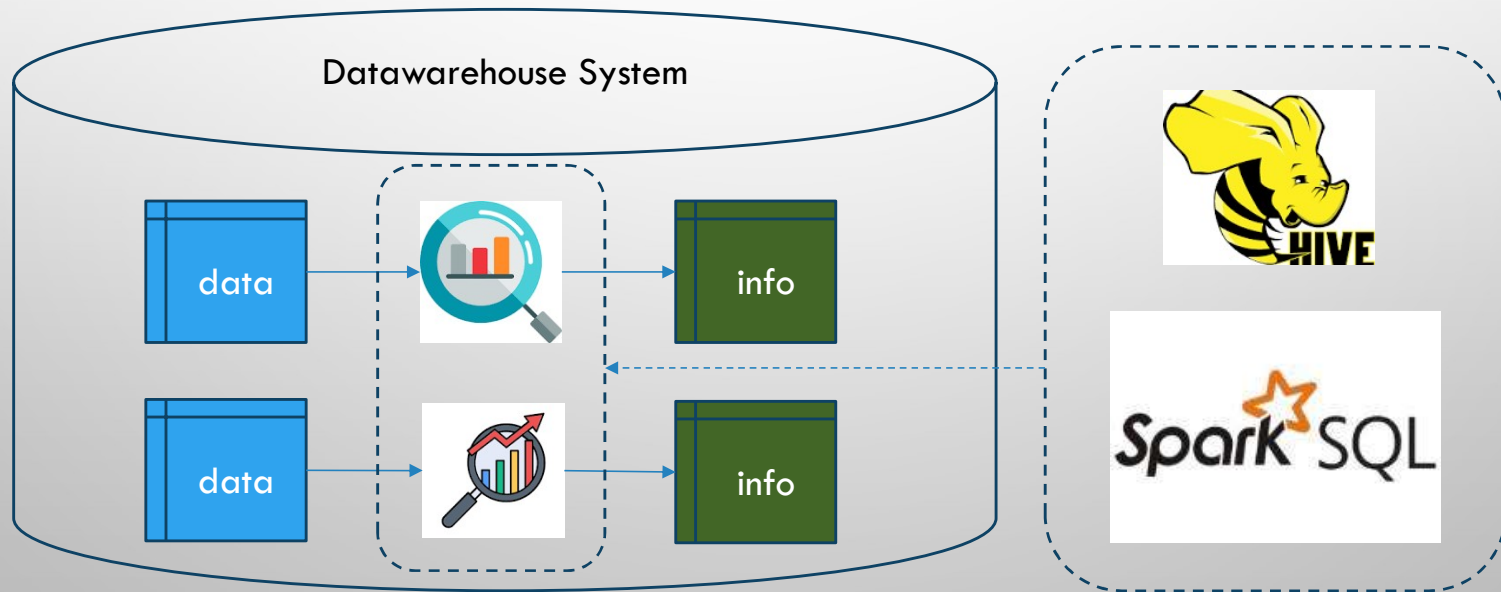 Datawarehouse System
data
info
HIVE
data
info
Spark SQL